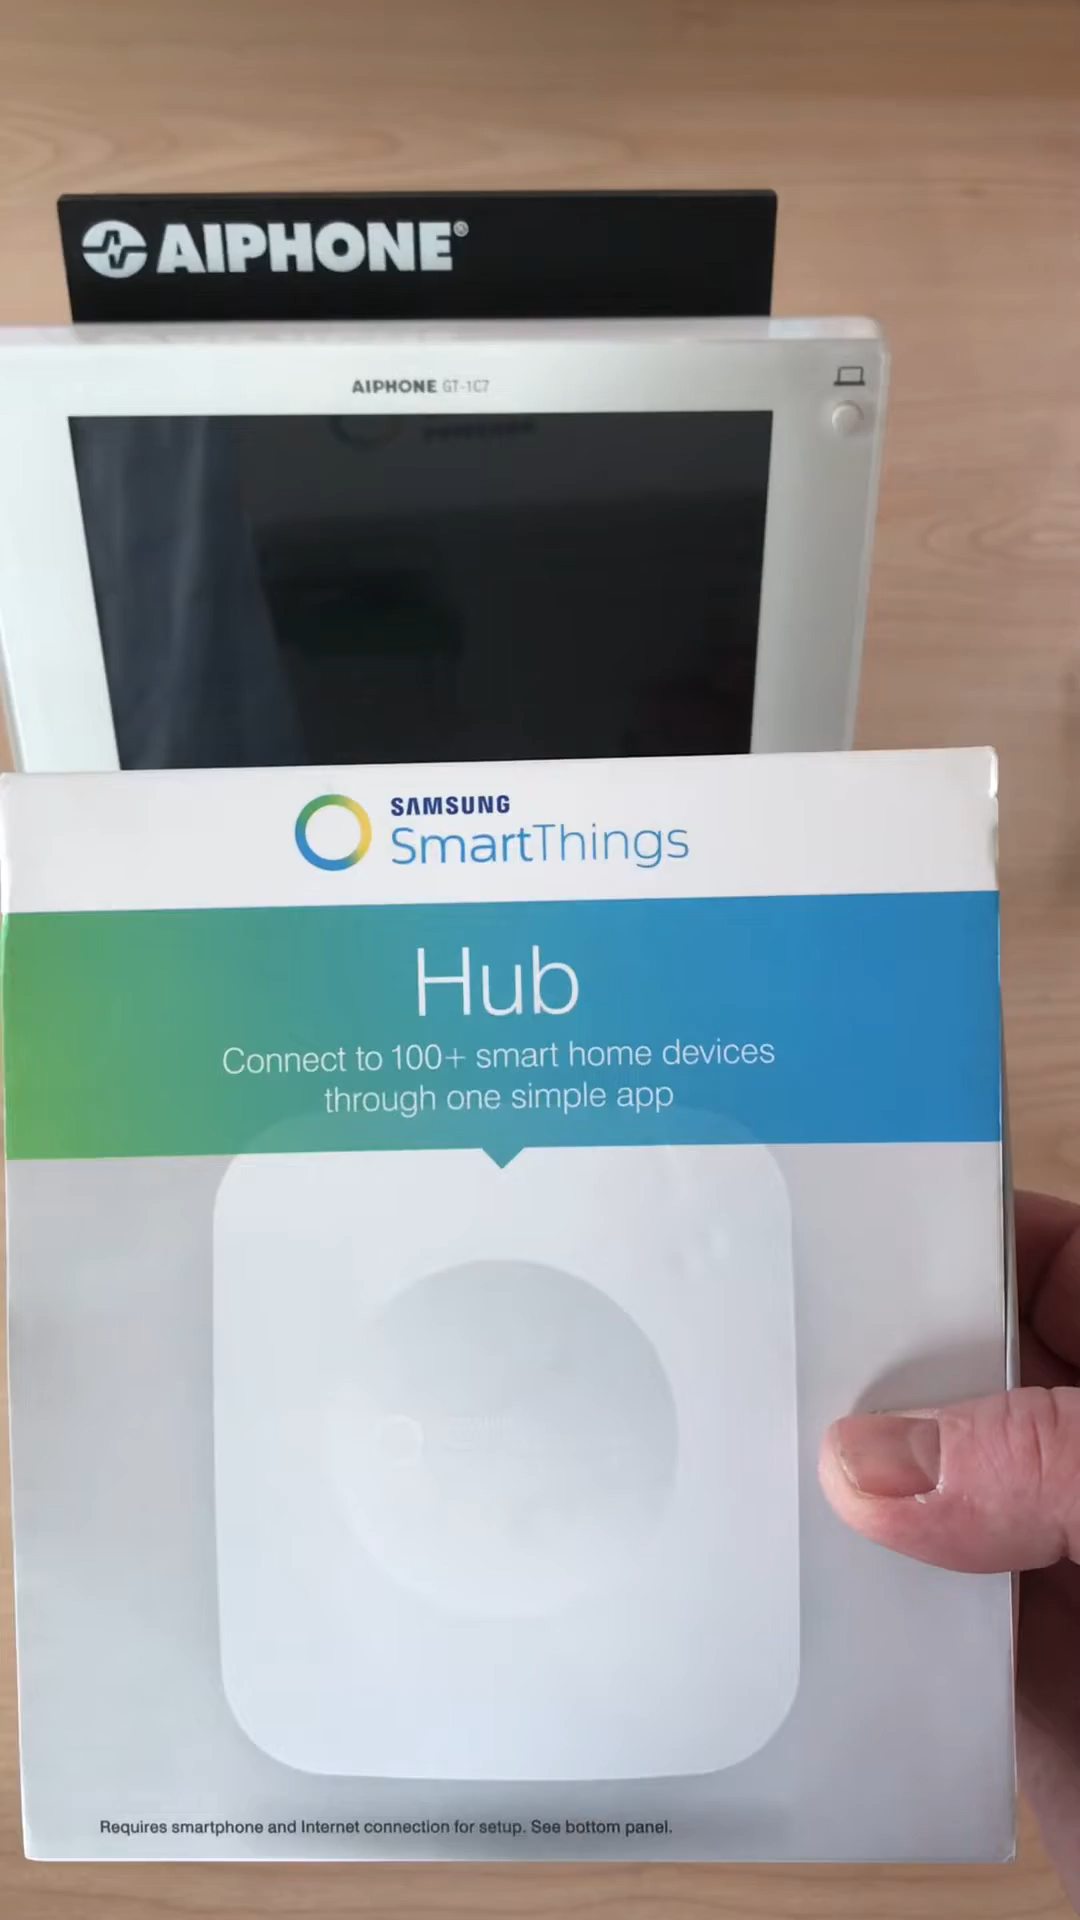 AIPHONE®
AIPHONE GT-1C7
SAMSUNG
SmartThings
Hub
Connect to 100+ smart home devices
through one simple app
Requires smartphone and Internet connection for setup. See bottom panel.